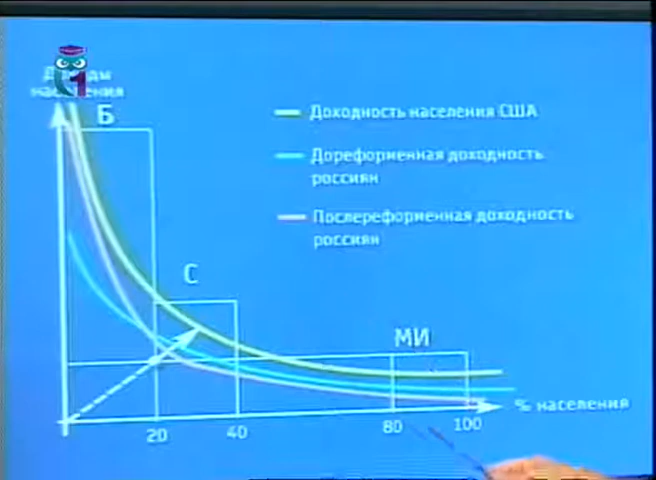 Доходы
населения
Б
Доходность населения США
Дореформенная доходность
россиян
Послереформенная доходность
россиян
С
МИ
% населения
20
40
80
100